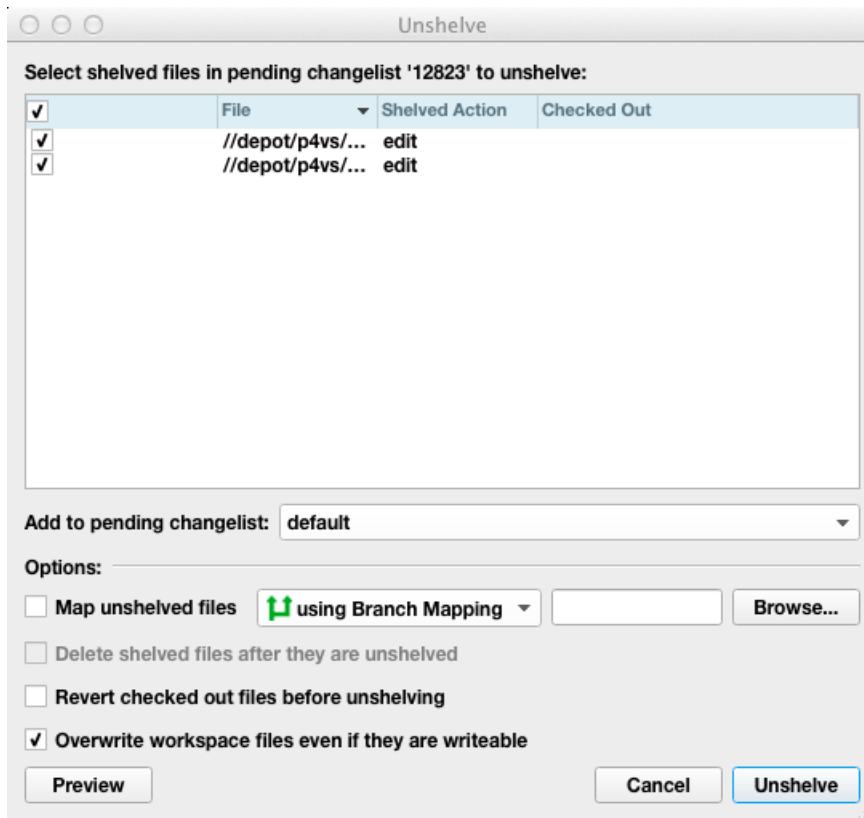 Unshelve
Select shelved files in pending changelist '12823' to unshelve:
File Shelved Action Checked Out
//depot/p4vs/... edit
//depot/p4vs/... edit
Add to pending changelist: default
Options:
Map unshelved files using Branch Mapping Browse...
Delete shelved files after they are unshelved
Revert checked out files before unshelving
Overwrite workspace files even if they are writeable
Preview Cancel Unshelve